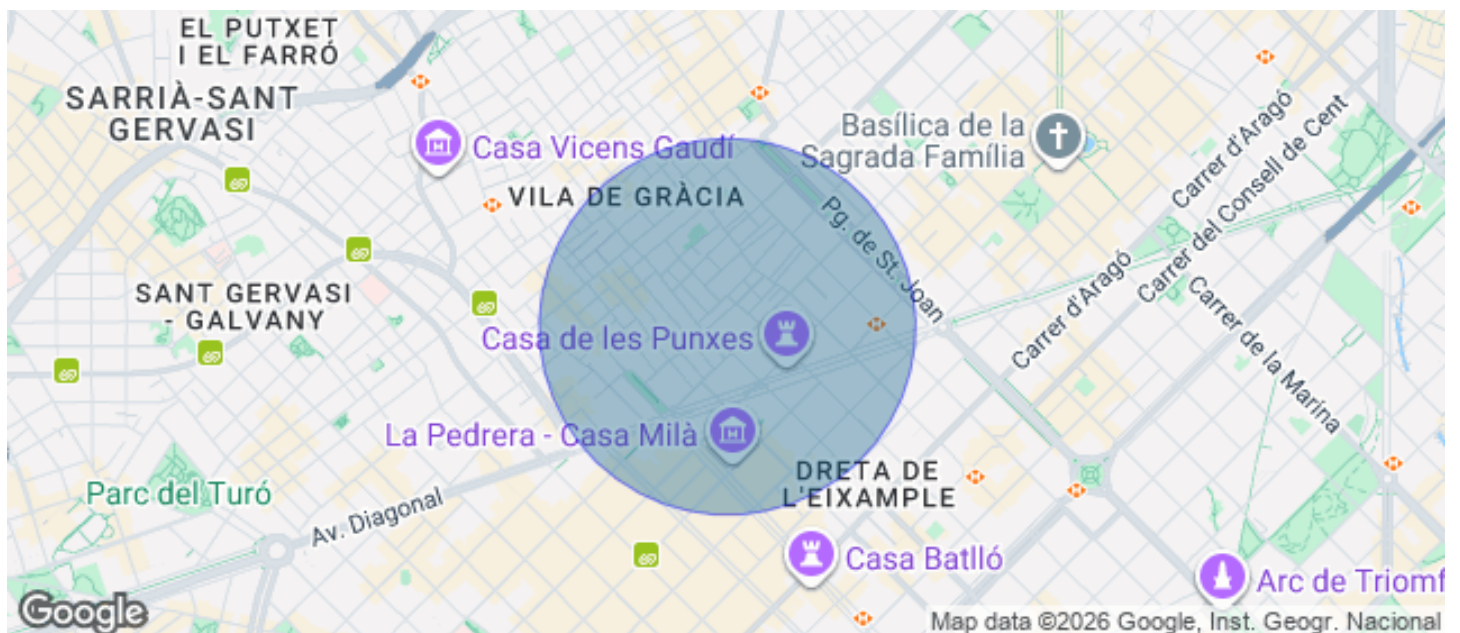 EL PUTXET
I EL FARRÓ
SARRIÀ-SANT
GERVASI
Casa Vicens Gaudí
VILA DE GRÀCIA
Basílica de la
Sagrada Família
Carrer d'Aragó
Carrer del Consell de Cent
Pg. de St. Joan
SANT GERVASI
- GALVANY
Casa de les Punxes
Carrer d'Aragó
Carrer de la Marina
La Pedrera - Casa Milà
DRETA DE
L'EIXAMPLE
Parc del Turó
Av. Diagonal
Casa Batlló
Arc de Triomf
Google
Map data ©2026 Google, Inst. Geogr. Nacional